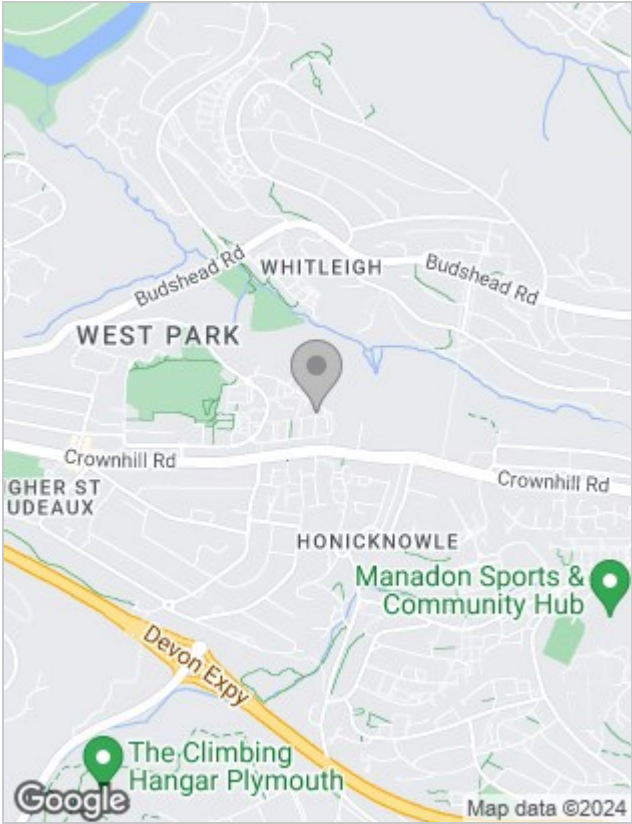 Budshead Rd
WHITLEIGH
Budshead Rd
WEST PARK
Crownhill Rd
Crownhill Rd
GHER ST
UDEAUX
HONICKNOWLE
Manadon Sports &
Community Hub
Devon Expy
The Climbing
Hangar Plymouth
Google
Map data ©2024